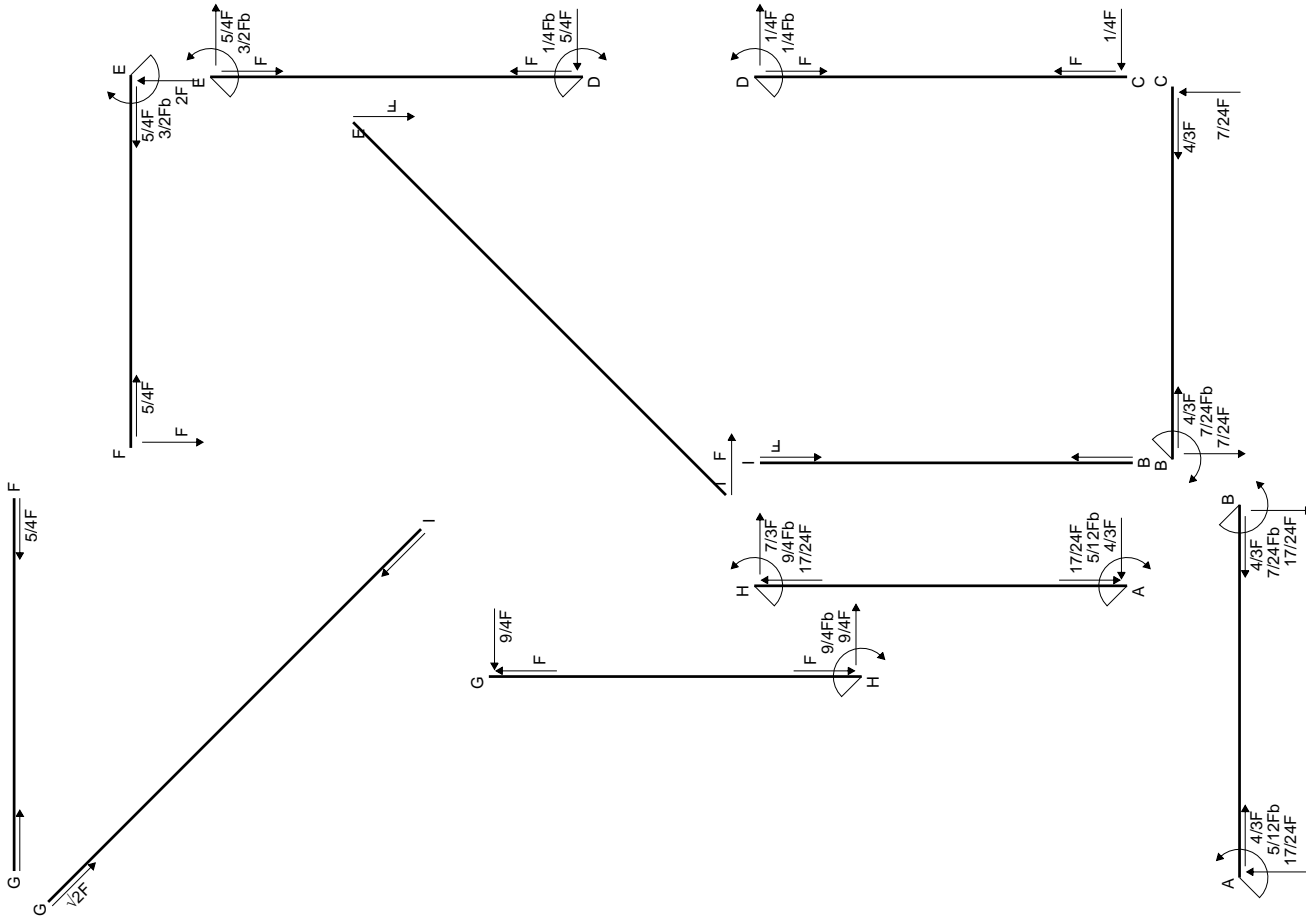 E
5/4F
3/2Fb
2F
5/4F
F
F
E
5/4F
3/2Fb
F
F
1/4Fb
5/4F
D
D
1/4F
1/4Fb
F
F
1/4F
C
C
4/3F
7/24F
4/3F
7/24Fb
7/24F
B
E
F
I
F
I
F
B
F
5/4F
G
G
√2F
I
H
7/3F
9/4Fb
17/24F
17/24F
5/12Fb
4/3F
A
G
9/4F
F
F
9/4Fb
9/4F
H
B
4/3F
7/24Fb
17/24F
A
4/3F
5/12Fb
17/24F